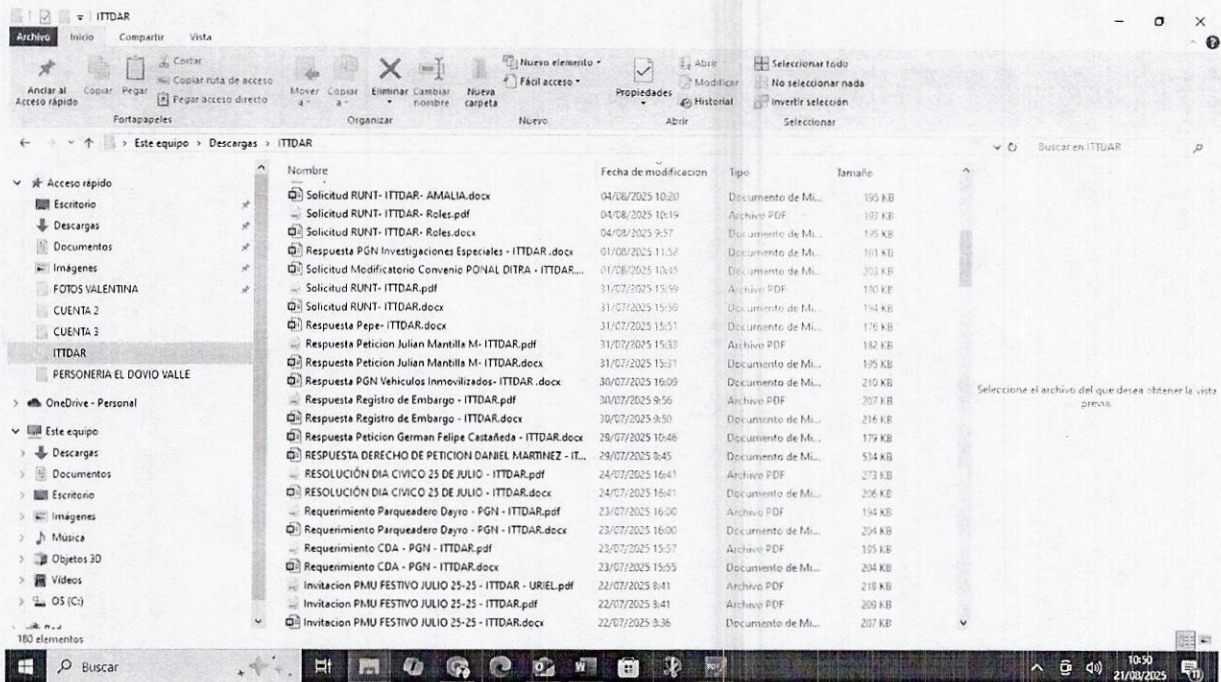 ITTDAR
Archivo Inicio Compartir Vista
Anclar al Acceso rápido
Copiar
Pegar
Cortar
Copiar ruta de acceso
Pegar acceso directo
Portapapeles
Mover a
Copiar a
Eliminar
Cambiar nombre
Organizar
Nueva carpeta
Nuevo elemento
Fácil acceso
Nuevo
Propiedades
Abrir
Modificar
Historial
Abrir
Seleccionar todo
No seleccionar nada
Invertir selección
Seleccionar
Este equipo > Descargas > ITTDAR
Buscar en ITTDAR
Acceso rápido
Escritorio
Descargas
Documentos
Imágenes
FOTOS VALENTINA
CUENTA 2
CUENTA 3
ITTDAR
PERSONERIA EL DOVIO VALLE
OneDrive - Personal
Este equipo
Descargas
Documentos
Escritorio
Imágenes
Música
Objetos 3D
Vídeos
OS (C:)
Nombre Fecha de modificación Tipo Tamaño
Solicitud RUNT- ITTDAR- AMALIA.docx 04/08/2025 10:20 Documento de Mi... 195 KB
Solicitud RUNT- ITTDAR- Roles.pdf 04/08/2025 10:19 Archivo PDF 193 KB
Solicitud RUNT- ITTDAR- Roles.docx 04/08/2025 9:57 Documento de Mi... 195 KB
Respuesta PGN Investigaciones Especiales - ITTDAR .docx 01/08/2025 11:52 Documento de Mi... 181 KB
Solicitud Modificatorio Convenio PONAL DITRA - ITTDAR.... 01/08/2025 10:45 Documento de Mi... 203 KB
Solicitud RUNT- ITTDAR.pdf 31/07/2025 15:59 Archivo PDF 190 KB
Solicitud RUNT- ITTDAR.docx 31/07/2025 15:59 Documento de Mi... 194 KB
Respuesta Pepe- ITTDAR.docx 31/07/2025 15:51 Documento de Mi... 176 KB
Respuesta Peticion Julian Mantilla M- ITTDAR.pdf 31/07/2025 15:33 Archivo PDF 182 KB
Respuesta Peticion Julian Mantilla M- ITTDAR.docx 31/07/2025 15:31 Documento de Mi... 195 KB
Respuesta PGN Vehiculos Inmovilizados- ITTDAR .docx 30/07/2025 16:09 Documento de Mi... 210 KB
Respuesta Registro de Embargo - ITTDAR.pdf 30/07/2025 9:56 Archivo PDF 207 KB
Respuesta Registro de Embargo - ITTDAR.docx 30/07/2025 9:50 Documento de Mi... 216 KB
Respuesta Peticion German Felipe Castañeda - ITTDAR.docx 29/07/2025 10:46 Documento de Mi... 179 KB
RESPUESTA DERECHO DE PETICION DANIEL MARTINEZ - IT... 29/07/2025 8:45 Documento de Mi... 534 KB
RESOLUCIÓN DIA CIVICO 25 DE JULIO - ITTDAR.pdf 24/07/2025 16:41 Archivo PDF 273 KB
RESOLUCIÓN DIA CIVICO 25 DE JULIO - ITTDAR.docx 24/07/2025 16:41 Documento de Mi... 206 KB
Requerimiento Parqueadero Dayro - PGN - ITTDAR.pdf 23/07/2025 16:00 Archivo PDF 194 KB
Requerimiento Parqueadero Dayro - PGN - ITTDAR.docx 23/07/2025 16:00 Documento de Mi... 204 KB
Requerimiento CDA - PGN - ITTDAR.pdf 23/07/2025 15:57 Archivo PDF 195 KB
Requerimiento CDA - PGN - ITTDAR.docx 23/07/2025 15:55 Documento de Mi... 204 KB
Invitacion PMU FESTIVO JULIO 25-25 - ITTDAR - URIEL.pdf 22/07/2025 8:41 Archivo PDF 218 KB
Invitacion PMU FESTIVO JULIO 25-25 - ITTDAR.pdf 22/07/2025 8:41 Archivo PDF 209 KB
Invitacion PMU FESTIVO JULIO 25-25 - ITTDAR.docx 22/07/2025 8:36 Documento de Mi... 207 KB
Seleccione el archivo del que desea obtener la vista
previa.
180 elementos
Buscar
10:50
21/08/2025